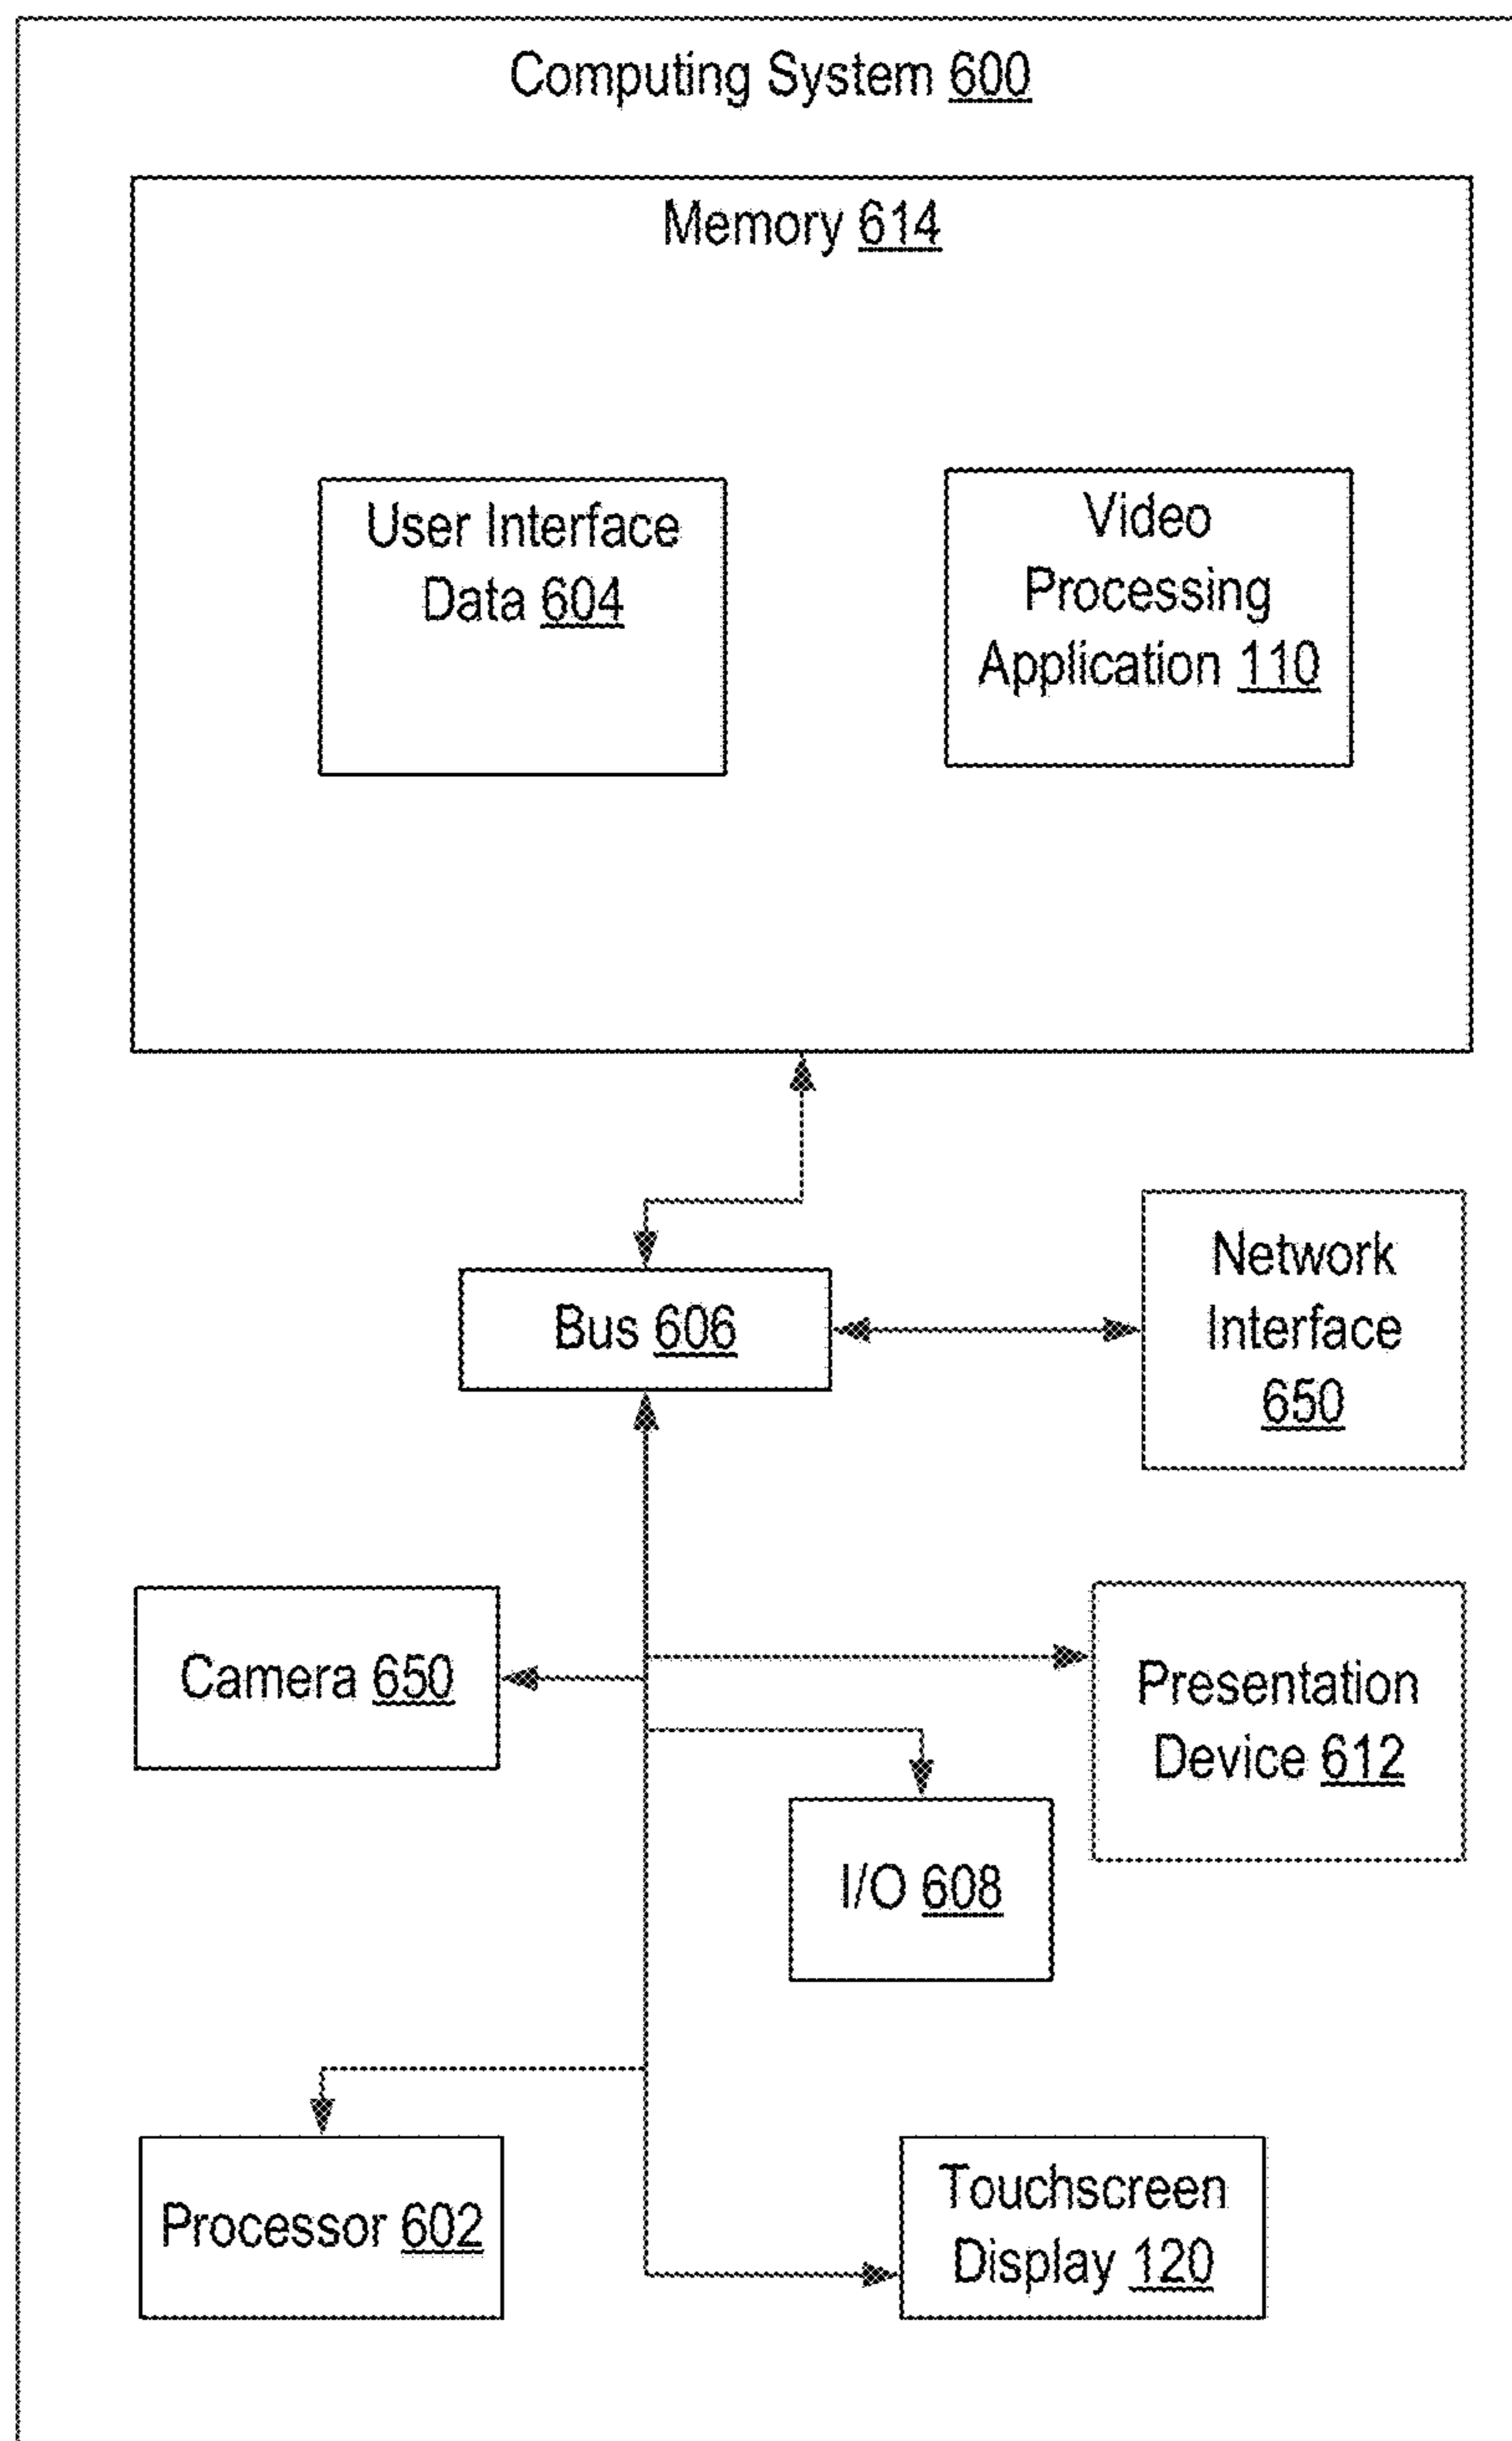 Computing System 600
Memory 614
User Interface
Data 604
Video
Processing
Application 110
Bus 606
Network
Interface
650
Camera 650
Presentation
Device 612
I/O 608
Processor 602
Touchscreen
Display 120